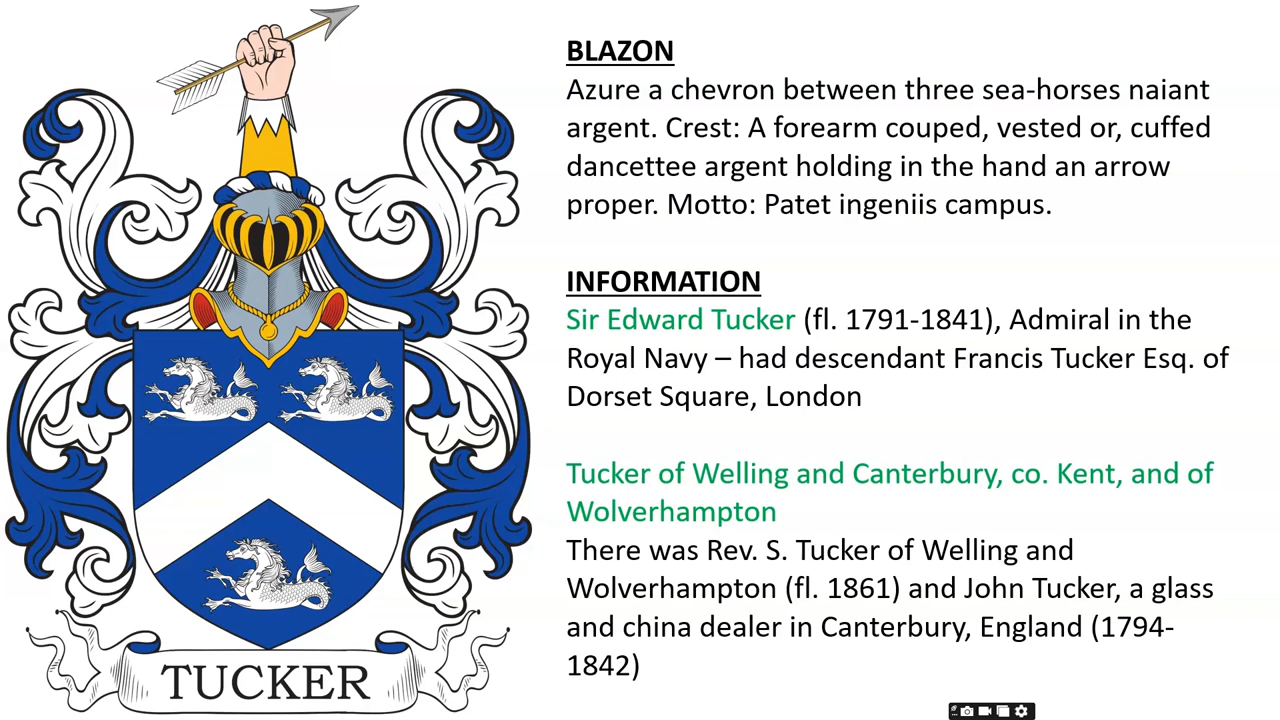 BLAZON
Azure a chevron between three sea-horses naiant
argent. Crest: A forearm couped, vested or, cuffed
dancettee argent holding in the hand an arrow
proper. Motto: Patet ingeniis campus.
INFORMATION
Sir Edward Tucker (fl. 1791-1841), Admiral in the
Royal Navy – had descendant Francis Tucker Esq. of
Dorset Square, London
Tucker of Welling and Canterbury, co. Kent, and of
Wolverhampton
There was Rev. S. Tucker of Welling and
Wolverhampton (fl. 1861) and John Tucker, a glass
and china dealer in Canterbury, England (1794-
1842)
TUCKER